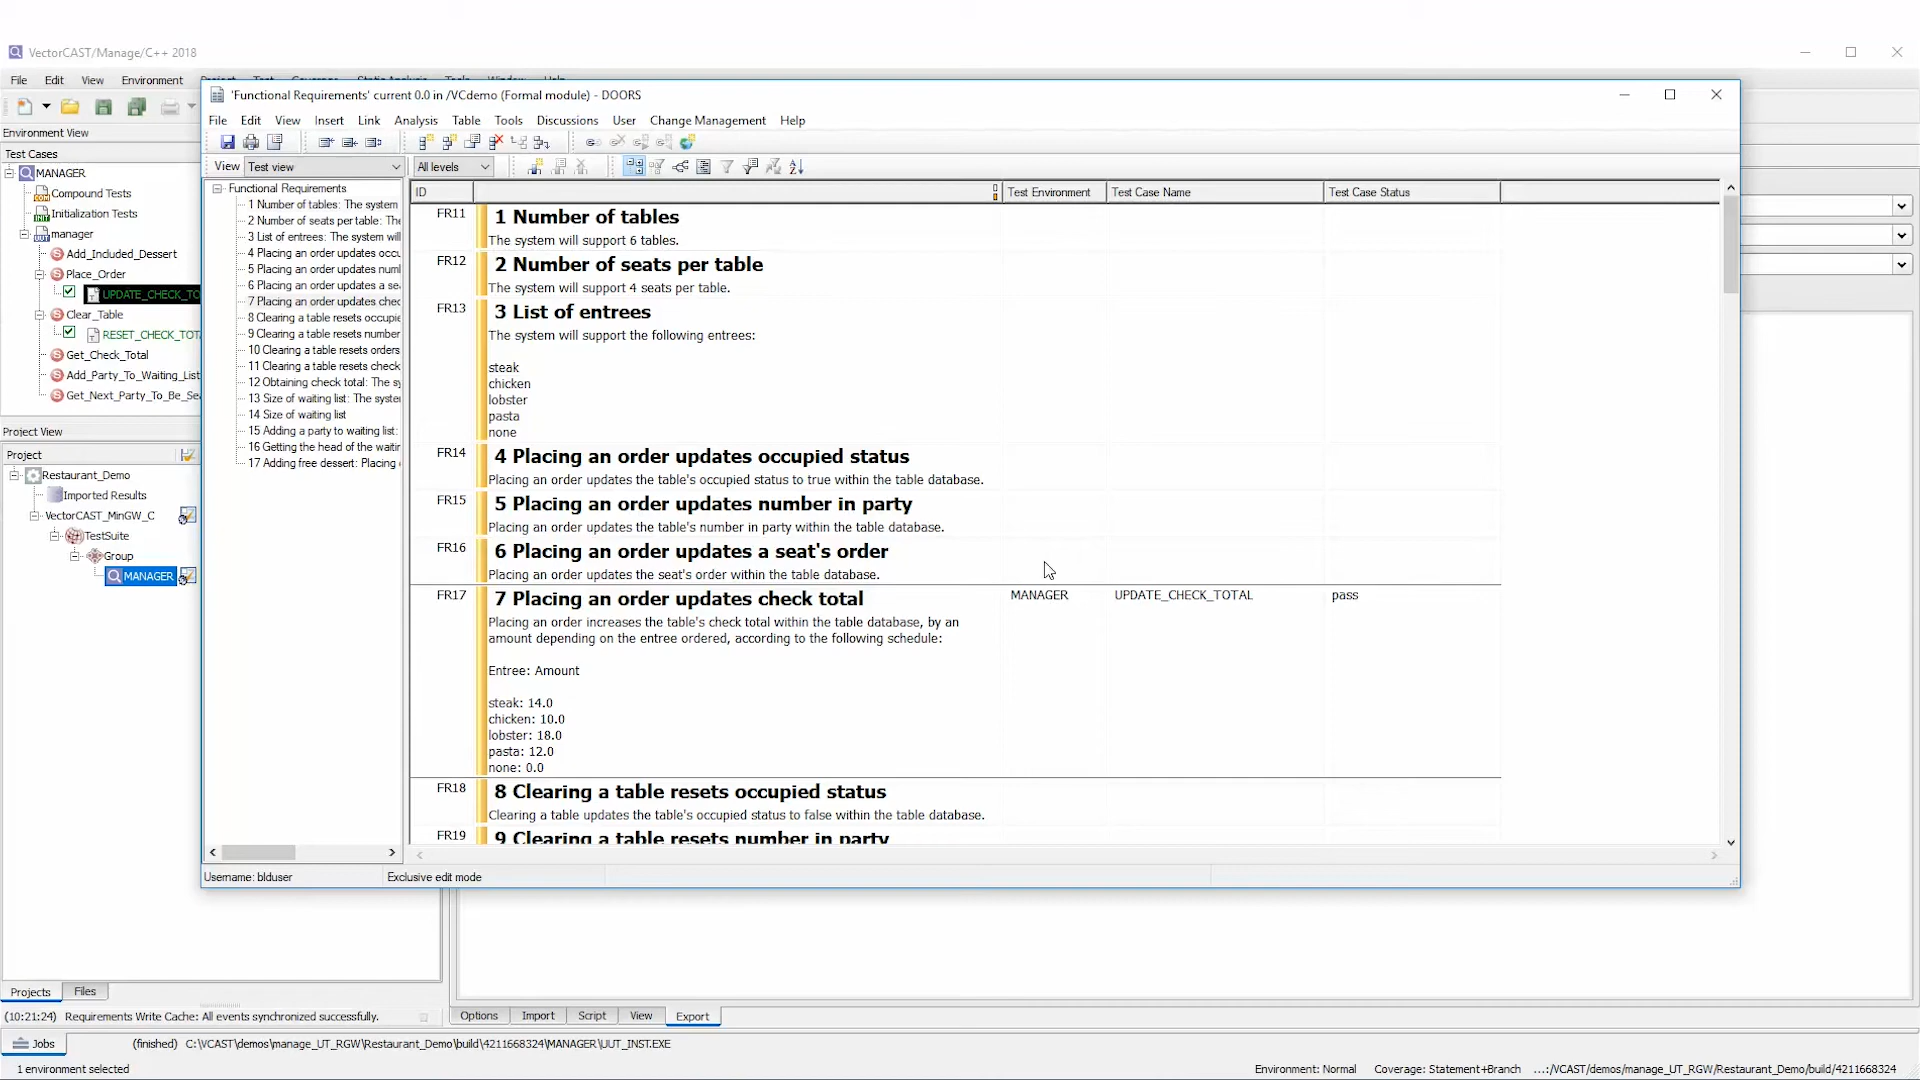 VectorCAST/Manage/C++ 2018
File Edit View Environment
'Functional Requirements' current 0.0 in /VCdemo (Formal module) - DOORS
File Edit View Insert Link Analysis Table Tools Discussions User Change Management Help
View Test view All levels
Environment View
Test Cases
MANAGER
Compound Tests
Initialization Tests
manager
Add_Included_Dessert
Place_Order
UPDATE_CHECK_TO
Clear_Table
RESET_CHECK_TOT
Get_Check_Total
Add_Party_To_Waiting_List
Get_Next_Party_To_Be_Se
Project View
Project
Restaurant_Demo
Imported Results
VectorCAST_MinGW_C
TestSuite
Group
MANAGER
Functional Requirements
1 Number of tables: The system
2 Number of seats per table: The
3 List of entrees: The system will
4 Placing an order updates occu
5 Placing an order updates num
6 Placing an order updates a sea
7 Placing an order updates chec
8 Clearing a table resets occupie
9 Clearing a table resets number
10 Clearing a table resets orders
11 Clearing a table resets check
12 Obtaining check total: The sy
13 Size of waiting list: The syste
14 Size of waiting list
15 Adding a party to waiting list:
16 Getting the head of the waitin
17 Adding free dessert: Placing
ID Test Environment Test Case Name Test Case Status
FR11 1 Number of tables
The system will support 6 tables.
FR12 2 Number of seats per table
The system will support 4 seats per table.
FR13 3 List of entrees
The system will support the following entrees:
steak
chicken
lobster
pasta
none
FR14 4 Placing an order updates occupied status
Placing an order updates the table's occupied status to true within the table database.
FR15 5 Placing an order updates number in party
Placing an order updates the table's number in party within the table database.
FR16 6 Placing an order updates a seat's order
Placing an order updates the seat's order within the table database.
FR17 7 Placing an order updates check total MANAGER UPDATE_CHECK_TOTAL pass
Placing an order increases the table's check total within the table database, by an
amount depending on the entree ordered, according to the following schedule:
Entree: Amount
steak: 14.0
chicken: 10.0
lobster: 18.0
pasta: 12.0
none: 0.0
FR18 8 Clearing a table resets occupied status
Clearing a table updates the table's occupied status to false within the table database.
FR19 9 Clearing a table resets number in party
Username: blduser Exclusive edit mode
Projects Files
(10:21:24) Requirements Write Cache: All events synchronized successfully.
Options Import Script View Export
Jobs (finished) C:\VCAST\demos\manage_UT_RGW\Restaurant_Demo\build\4211668324\MANAGER\UUT_INST.EXE
1 environment selected Environment: Normal Coverage: Statement+Branch ...:/VCAST/demos/manage_UT_RGW/Restaurant_Demo/build/4211668324